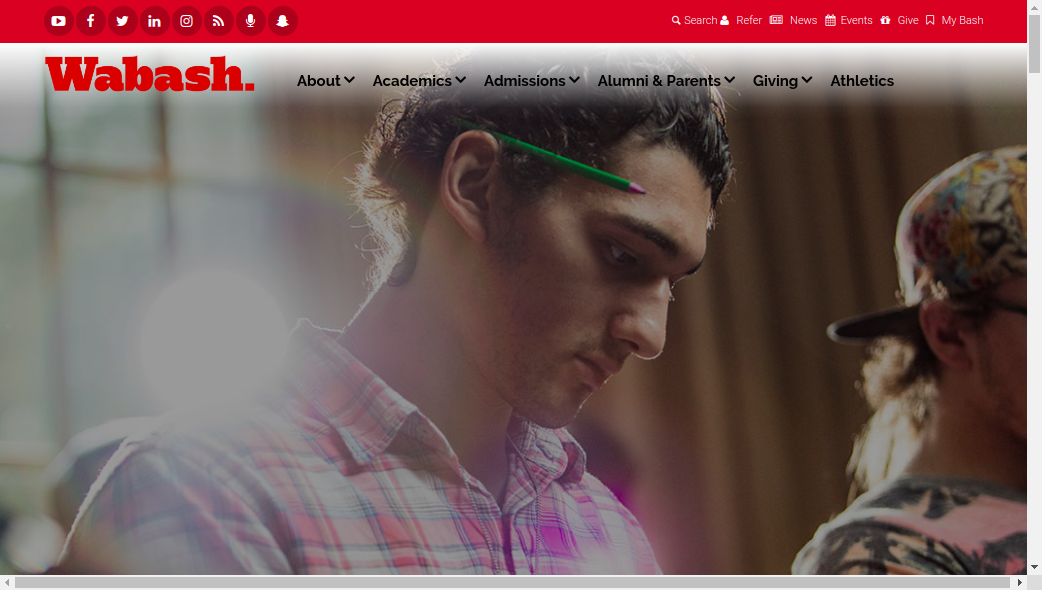 Search Refer News Events Give My Bash
Wabash.
About Academics Admissions Alumni & Parents Giving Athletics